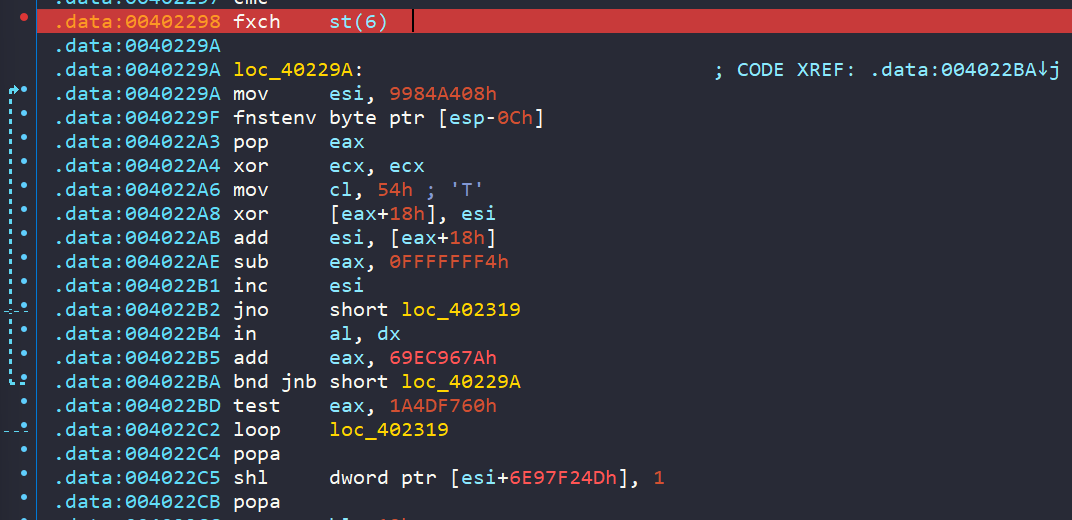 .data:00402298 fxch    st(6)
.data:0040229A
.data:0040229A loc_40229A:                             ; CODE XREF: .data:004022BA↓j
.data:0040229A mov     esi, 9984A408h
.data:0040229F fnstenv byte ptr [esp-0Ch]
.data:004022A3 pop     eax
.data:004022A4 xor     ecx, ecx
.data:004022A6 mov     cl, 54h ; 'T'
.data:004022A8 xor     [eax+18h], esi
.data:004022AB add     esi, [eax+18h]
.data:004022AE sub     eax, 0FFFFFFF4h
.data:004022B1 inc     esi
.data:004022B2 jno     short loc_402319
.data:004022B4 in      al, dx
.data:004022B5 add     eax, 69EC967Ah
.data:004022BA bnd jnb short loc_40229A
.data:004022BD test    eax, 1A4DF760h
.data:004022C2 loop    loc_402319
.data:004022C4 popa
.data:004022C5 shl     dword ptr [esi+6E97F24Dh], 1
.data:004022CB popa